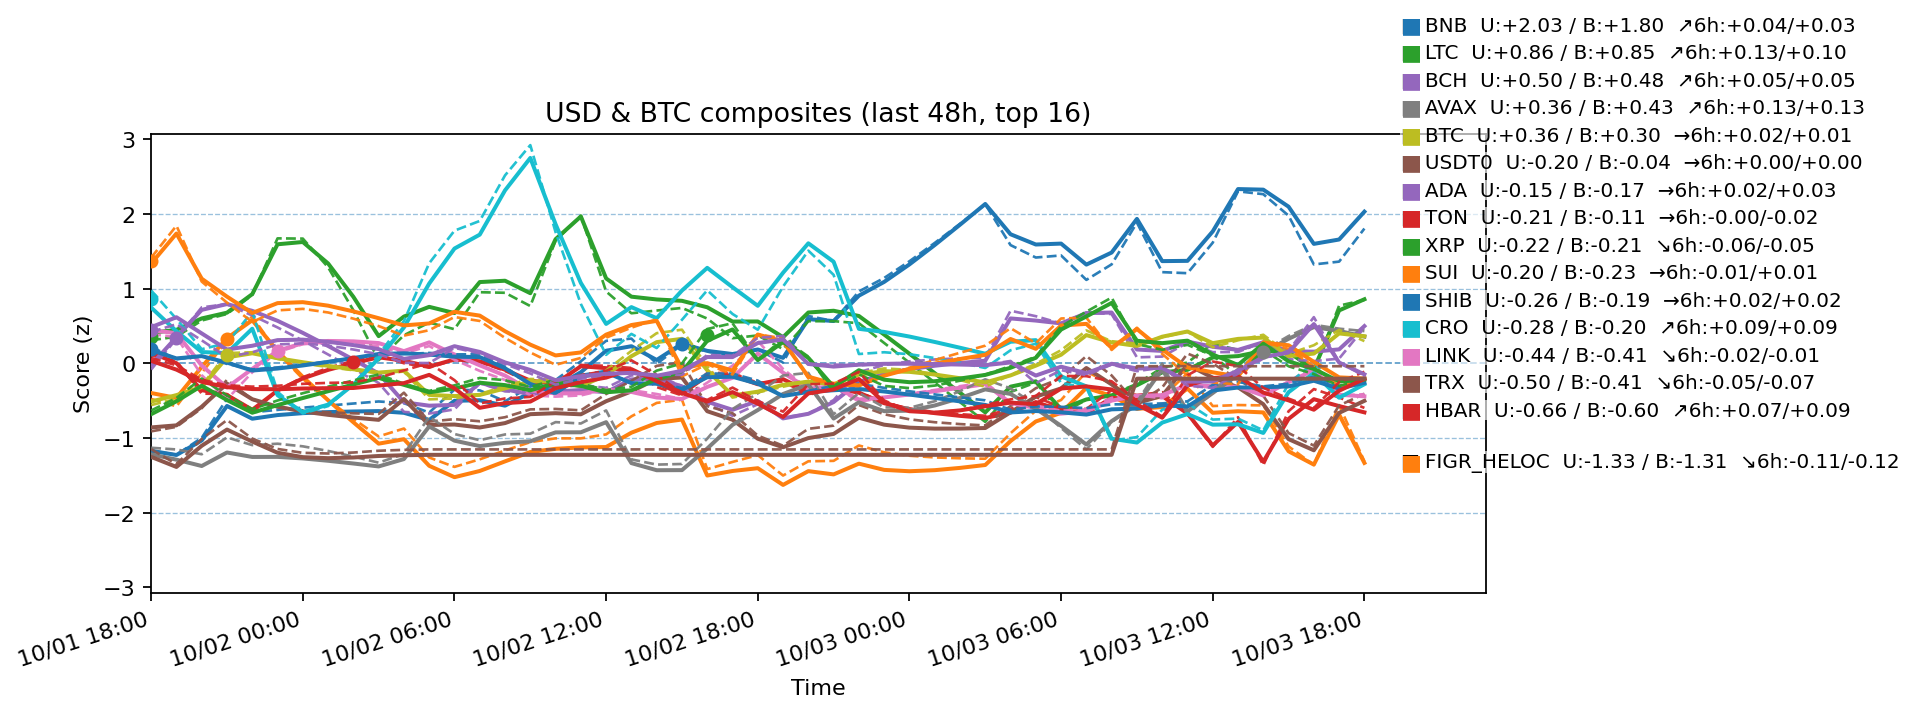 BNB U:+2.03 / B:+1.80 ↗6h:+0.04/+0.03
LTC U:+0.86 / B:+0.85 ↗6h:+0.13/+0.10
BCH U:+0.50 / B:+0.48 ↗6h:+0.05/+0.05
AVAX U:+0.36 / B:+0.43 ↗6h:+0.13/+0.13
BTC U:+0.36 / B:+0.30 →6h:+0.02/+0.01
USDT0 U:-0.20 / B:-0.04 →6h:+0.00/+0.00
ADA U:-0.15 / B:-0.17 →6h:+0.02/+0.03
TON U:-0.21 / B:-0.11 →6h:-0.00/-0.02
XRP U:-0.22 / B:-0.21 ↘6h:-0.06/-0.05
SUI U:-0.20 / B:-0.23 →6h:-0.01/+0.01
SHIB U:-0.26 / B:-0.19 →6h:+0.02/+0.02
CRO U:-0.28 / B:-0.20 ↗6h:+0.09/+0.09
LINK U:-0.44 / B:-0.41 ↘6h:-0.02/-0.01
TRX U:-0.50 / B:-0.41 ↘6h:-0.05/-0.07
HBAR U:-0.66 / B:-0.60 ↗6h:+0.07/+0.09
FIGR_HELOC U:-1.33 / B:-1.31 ↘6h:-0.11/-0.12
USD & BTC composites (last 48h, top 16)
Score (z)
3
2
1
0
−1
−2
−3
10/01 18:00
10/02 00:00
10/02 06:00
10/02 12:00
10/02 18:00
10/03 00:00
10/03 06:00
10/03 12:00
10/03 18:00
Time